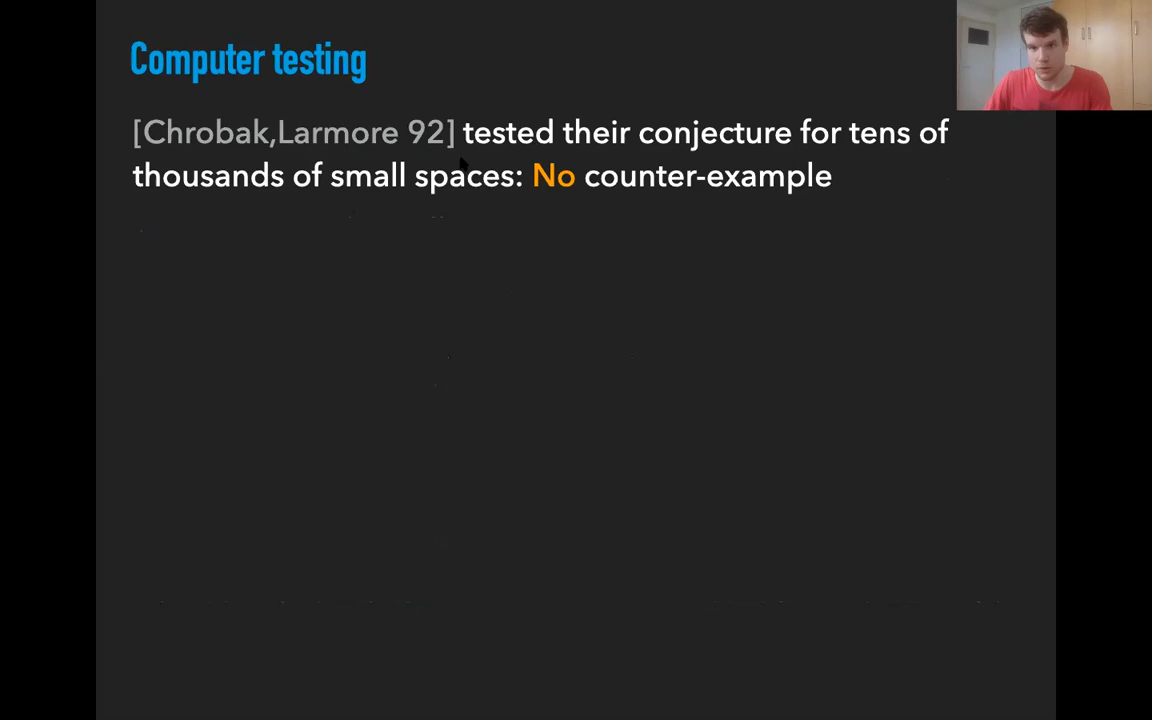 Computer testing
[Chrobak,Larmore 92] tested their conjecture for tens of
thousands of small spaces: No counter-example